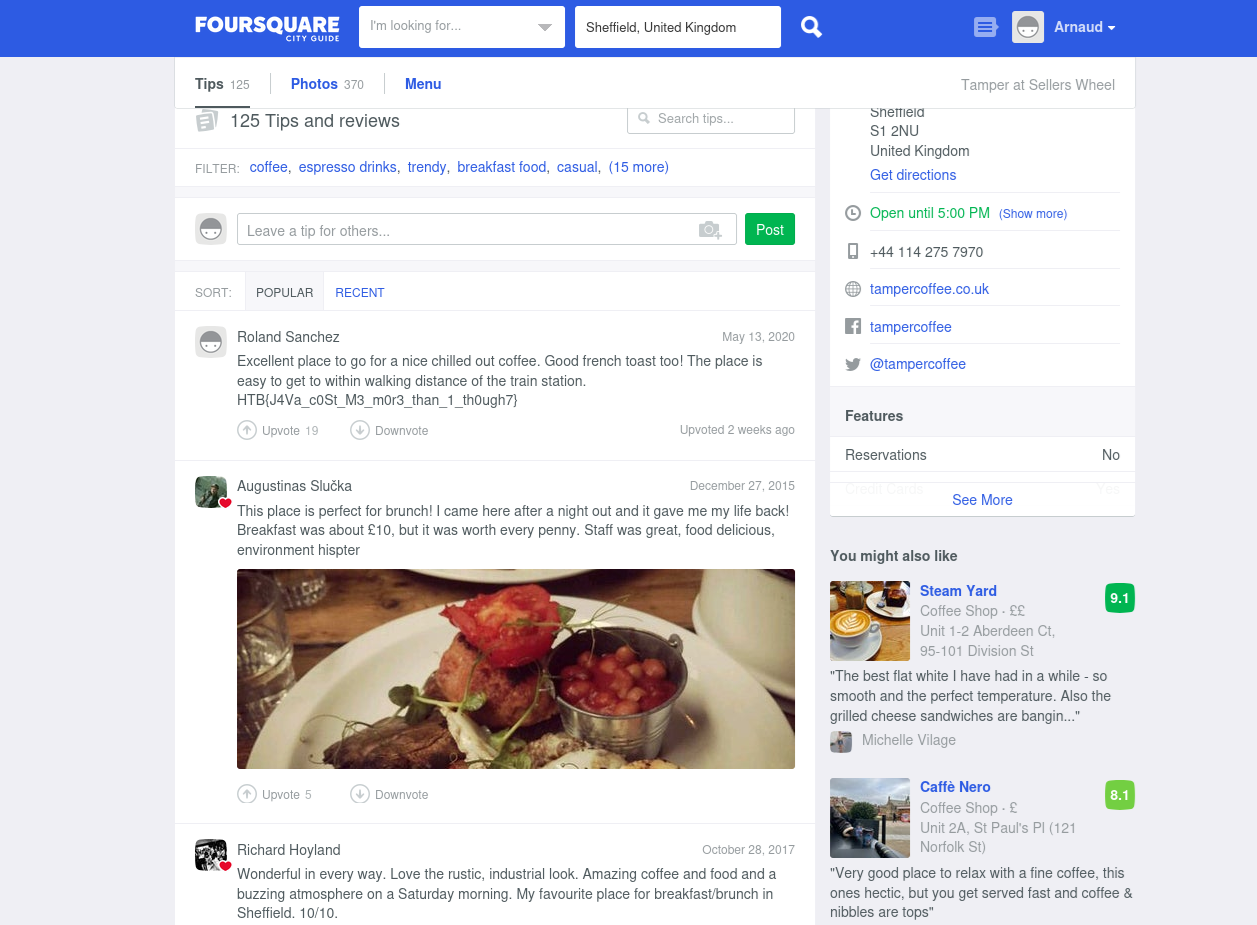 FOURSQUARE
CITY GUIDE
I'm looking for...
Sheffield, United Kingdom
Arnaud
Tips 125
Photos 370
Menu
Tamper at Sellers Wheel
125 Tips and reviews
Search tips...
FILTER: coffee, espresso drinks, trendy, breakfast food, casual, (15 more)
Leave a tip for others...
Post
SORT: POPULAR RECENT
Roland Sanchez
May 13, 2020
Excellent place to go for a nice chilled out coffee. Good french toast too! The place is
easy to get to within walking distance of the train station.
HTB{J4Va_c0St_M3_m0r3_than_1_th0ugh7}
Upvote 19
Downvote
Upvoted 2 weeks ago
Augustinas Slučka
December 27, 2015
This place is perfect for brunch! I came here after a night out and it gave me my life back!
Breakfast was about £10, but it was worth every penny. Staff was great, food delicious,
environment hispter
Upvote 5
Downvote
Richard Hoyland
October 28, 2017
Wonderful in every way. Love the rustic, industrial look. Amazing coffee and food and a
buzzing atmosphere on a Saturday morning. My favourite place for breakfast/brunch in
Sheffield. 10/10.
Sheffield
S1 2NU
United Kingdom
Get directions
Open until 5:00 PM (Show more)
+44 114 275 7970
tampercoffee.co.uk
tampercoffee
@tampercoffee
Features
Reservations No
Credit Cards Yes
See More
You might also like
Steam Yard
9.1
Coffee Shop · ££
Unit 1-2 Aberdeen Ct,
95-101 Division St
"The best flat white I have had in a while - so
smooth and the perfect temperature. Also the
grilled cheese sandwiches are bangin..."
Michelle Vilage
Caffè Nero
8.1
Coffee Shop · £
Unit 2A, St Paul's Pl (121
Norfolk St)
"Very good place to relax with a fine coffee, this
ones hectic, but you get served fast and coffee &
nibbles are tops"